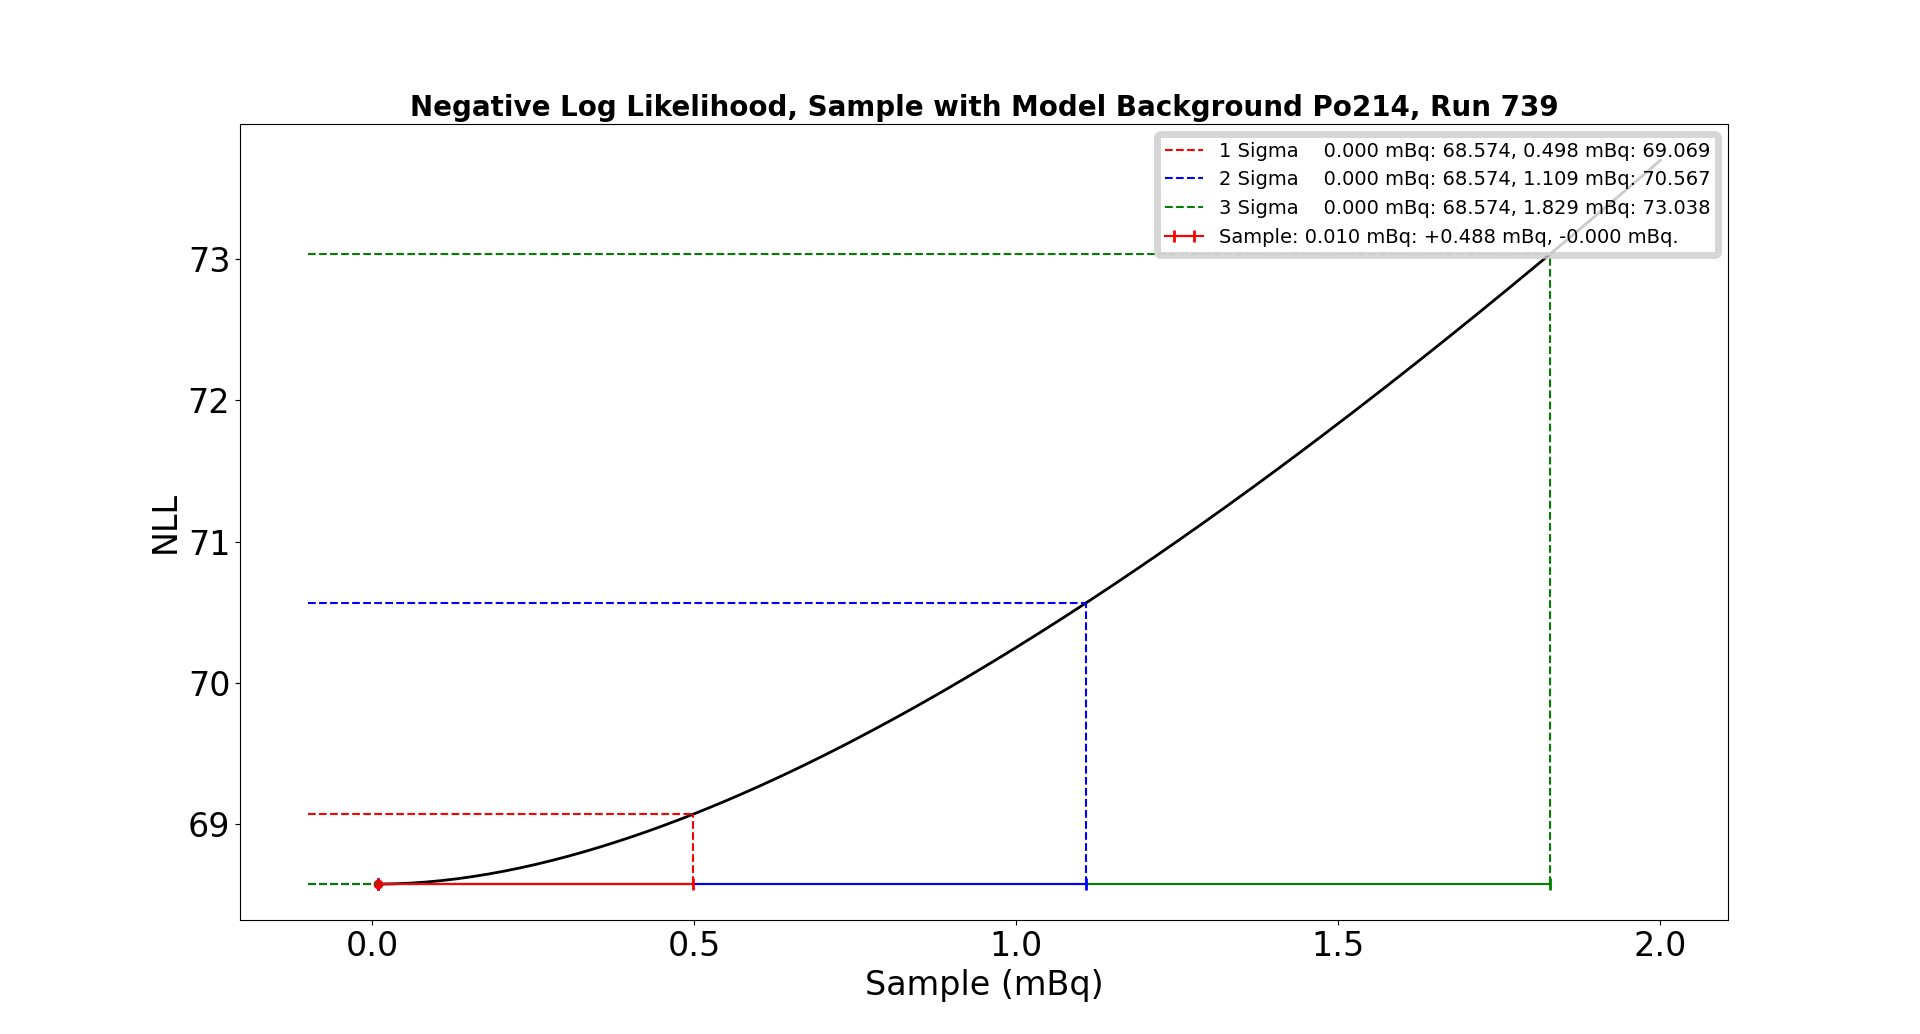 Negative Log Likelihood, Sample with Model Background Po214, Run 739
1 Sigma    0.000 mBq: 68.574, 0.498 mBq: 69.069
2 Sigma    0.000 mBq: 68.574, 1.109 mBq: 70.567
3 Sigma    0.000 mBq: 68.574, 1.829 mBq: 73.038
Sample: 0.010 mBq: +0.488 mBq, -0.000 mBq.
73
72
71
70
69
NLL
0.0 0.5 1.0 1.5 2.0
Sample (mBq)